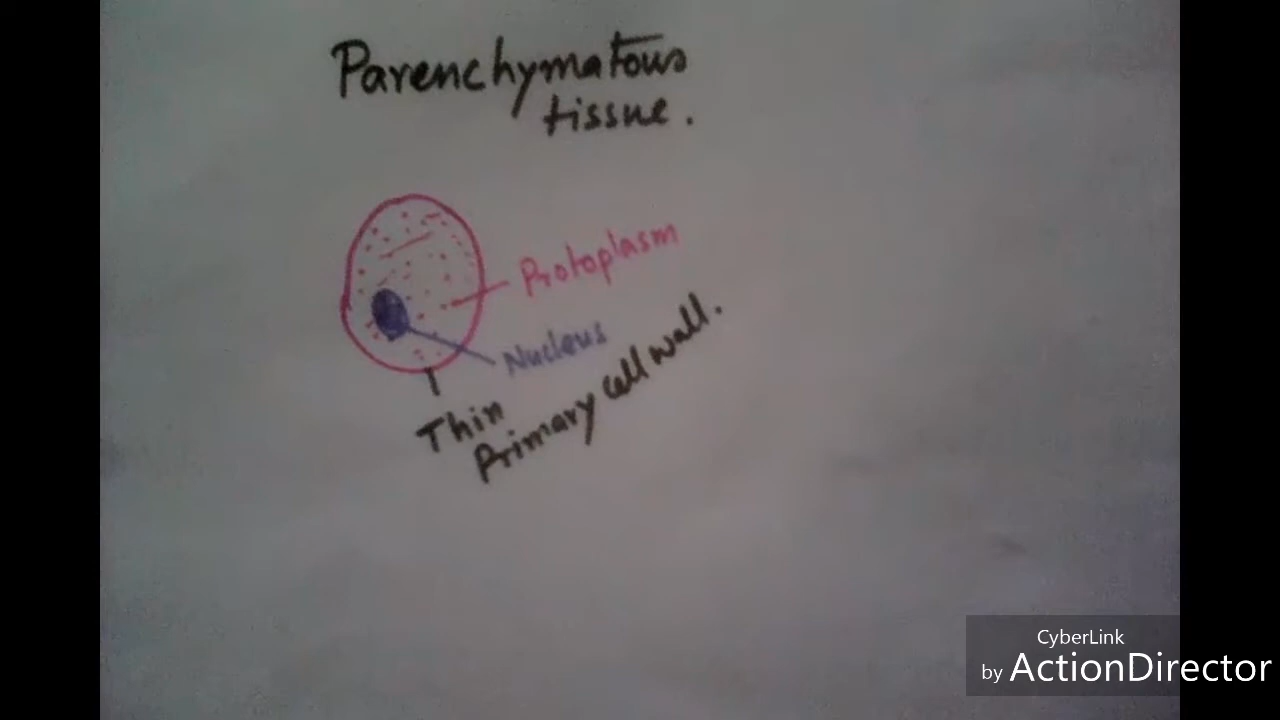 Parenchymatous
tissue.
Protoplasm
Nucleus
Thin
Primary cell wall.
CyberLink
by ActionDirector